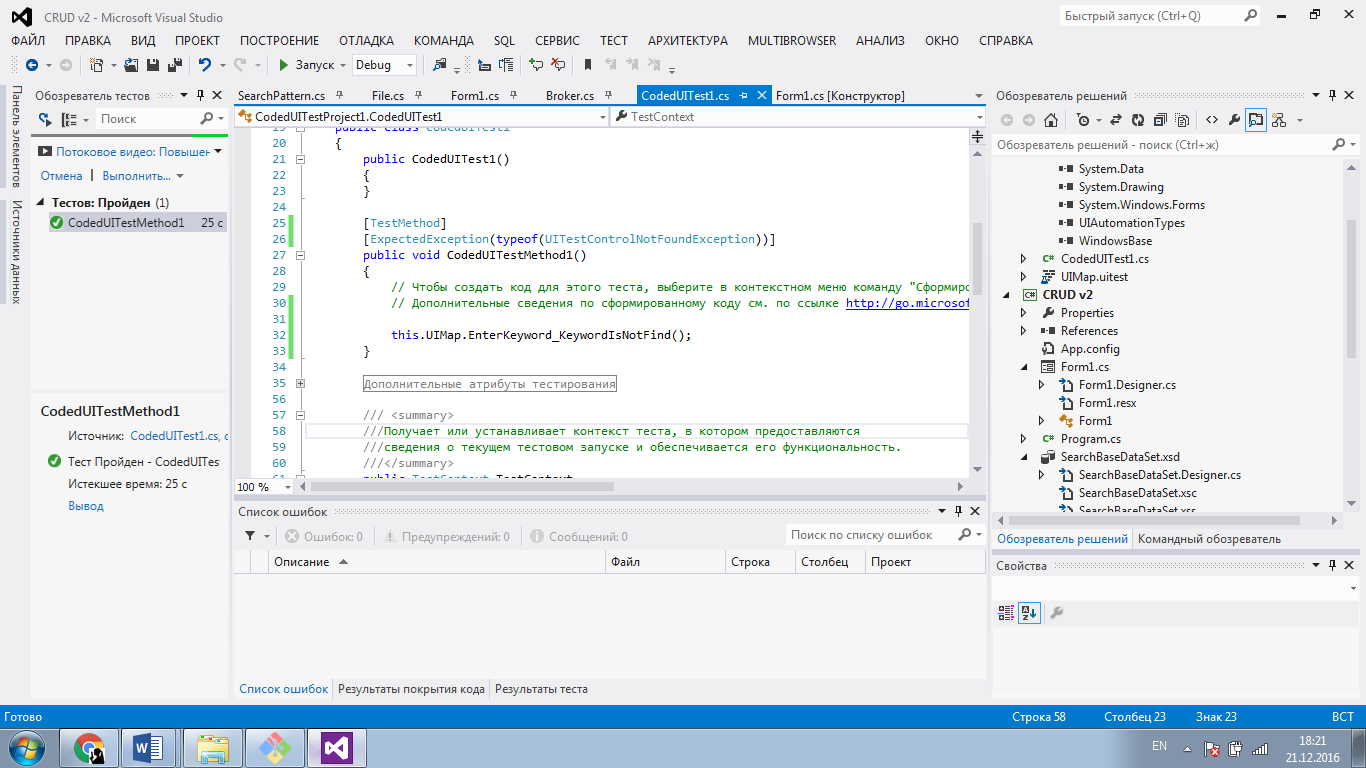 CRUD v2 - Microsoft Visual Studio
Быстрый запуск (Ctrl+Q)
ФАЙЛ ПРАВКА ВИД ПРОЕКТ ПОСТРОЕНИЕ ОТЛАДКА КОМАНДА SQL СЕРВИС ТЕСТ АРХИТЕКТУРА MULTIBROWSER АНАЛИЗ ОКНО СПРАВКА
Запуск Debug
Панель элементов
Источники данных
Обозреватель тестов
Поиск
Потоковое видео: Повышен
Отмена Выполнить...
Тестов: Пройден (1)
CodedUITestMethod1 25 с
CodedUITestMethod1
Источник: CodedUITest1.cs, с
Тест Пройден - CodedUITes
Истекшее время: 25 с
Вывод
SearchPattern.cs File.cs Form1.cs Broker.cs CodedUITest1.cs Form1.cs [Конструктор]
CodedUITestProject1.CodedUITest1 TestContext
19 public class CodedUITest1
20 {
21 public CodedUITest1()
22 {
23 }
24
25 [TestMethod]
26 [ExpectedException(typeof(UITestControlNotFoundException))]
27 public void CodedUITestMethod1()
28 {
29 // Чтобы создать код для этого теста, выберите в контекстном меню команду "Сформиро
30 // Дополнительные сведения по сформированному коду см. по ссылке http://go.microsof
31
32 this.UIMap.EnterKeyword_KeywordIsNotFind();
33 }
34
35 Дополнительные атрибуты тестирования
56
57 /// <summary>
58 ///Получает или устанавливает контекст теста, в котором предоставляются
59 ///сведения о текущем тестовом запуске и обеспечивается его функциональность.
60 ///</summary>
61 public TestContext TestContext
100 %
Список ошибок
Ошибок: 0 Предупреждений: 0 Сообщений: 0 Поиск по списку ошибок
Описание Файл Строка Столбец Проект
Список ошибок Результаты покрытия кода Результаты теста
Обозреватель решений
Обозреватель решений - поиск (Ctrl+ж)
System.Data
System.Drawing
System.Windows.Forms
UIAutomationTypes
WindowsBase
CodedUITest1.cs
UIMap.uitest
CRUD v2
Properties
References
App.config
Form1.cs
Form1.Designer.cs
Form1.resx
Form1
Program.cs
SearchBaseDataSet.xsd
SearchBaseDataSet.Designer.cs
SearchBaseDataSet.xsc
SearchBaseDataSet.xss
Обозреватель решений Командный обозреватель
Свойства
Готово Строка 58 Столбец 23 Знак 23 ВСТ
EN
18:21
21.12.2016